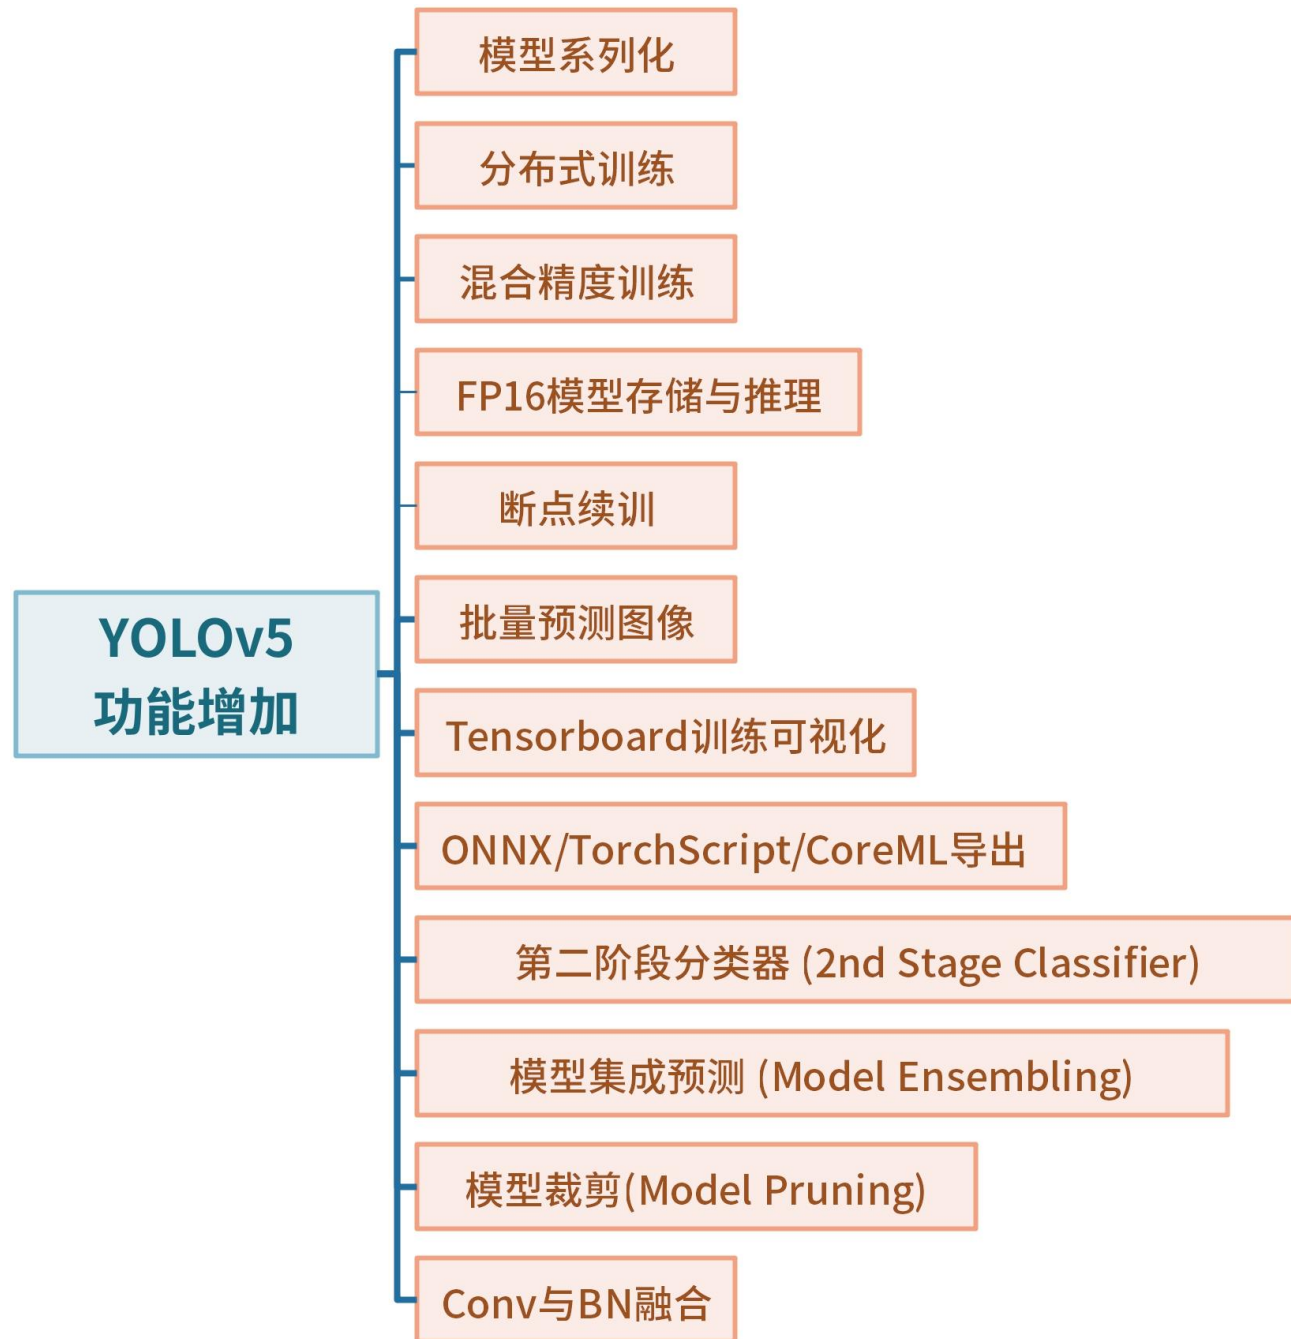 模型系列化
分布式训练
混合精度训练
FP16模型存储与推理
断点续训
批量预测图像
YOLOv5
功能增加
Tensorboard训练可视化
ONNX/TorchScript/CoreML导出
第二阶段分类器 (2nd Stage Classifier)
模型集成预测 (Model Ensembling)
模型裁剪(Model Pruning)
Conv与BN融合